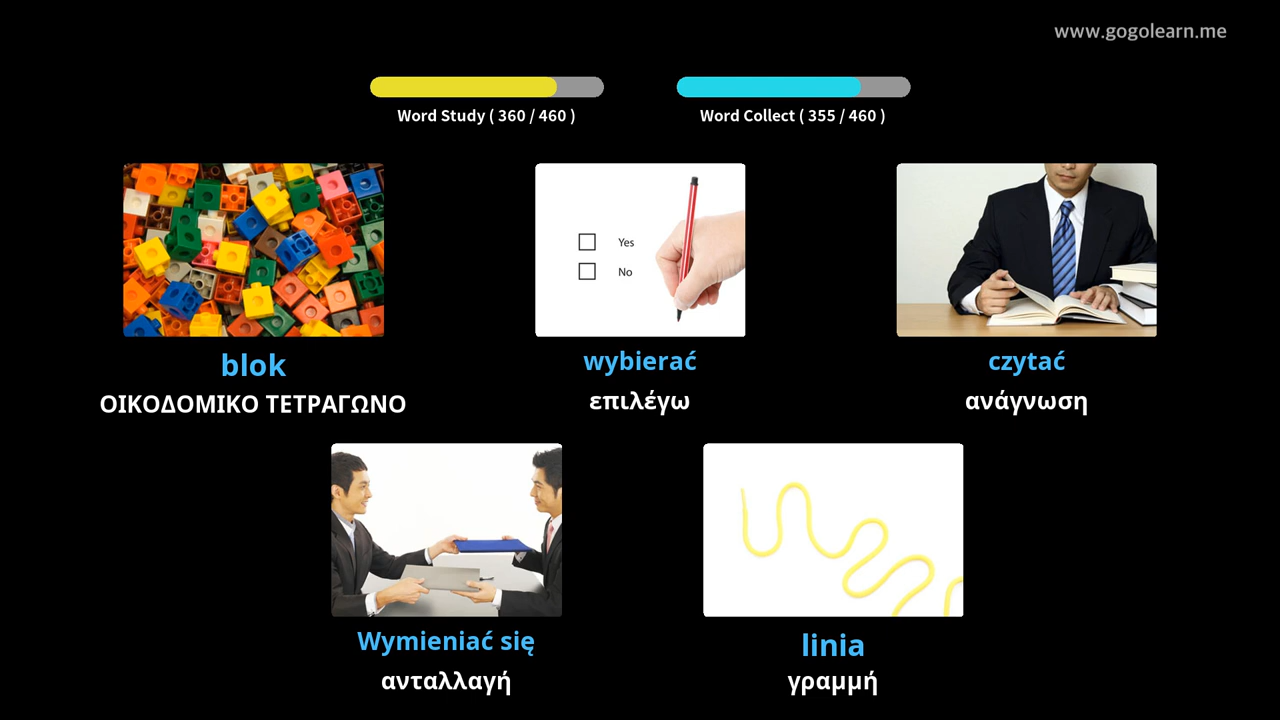 www.gogolearn.me
Word Study ( 360 / 460 )
Word Collect ( 355 / 460 )
Yes
No
blok
ΟΙΚΟΔΟΜΙΚΟ ΤΕΤΡΑΓΩΝΟ
wybierać
επιλέγω
czytać
ανάγνωση
Wymieniać się
ανταλλαγή
linia
γραμμή